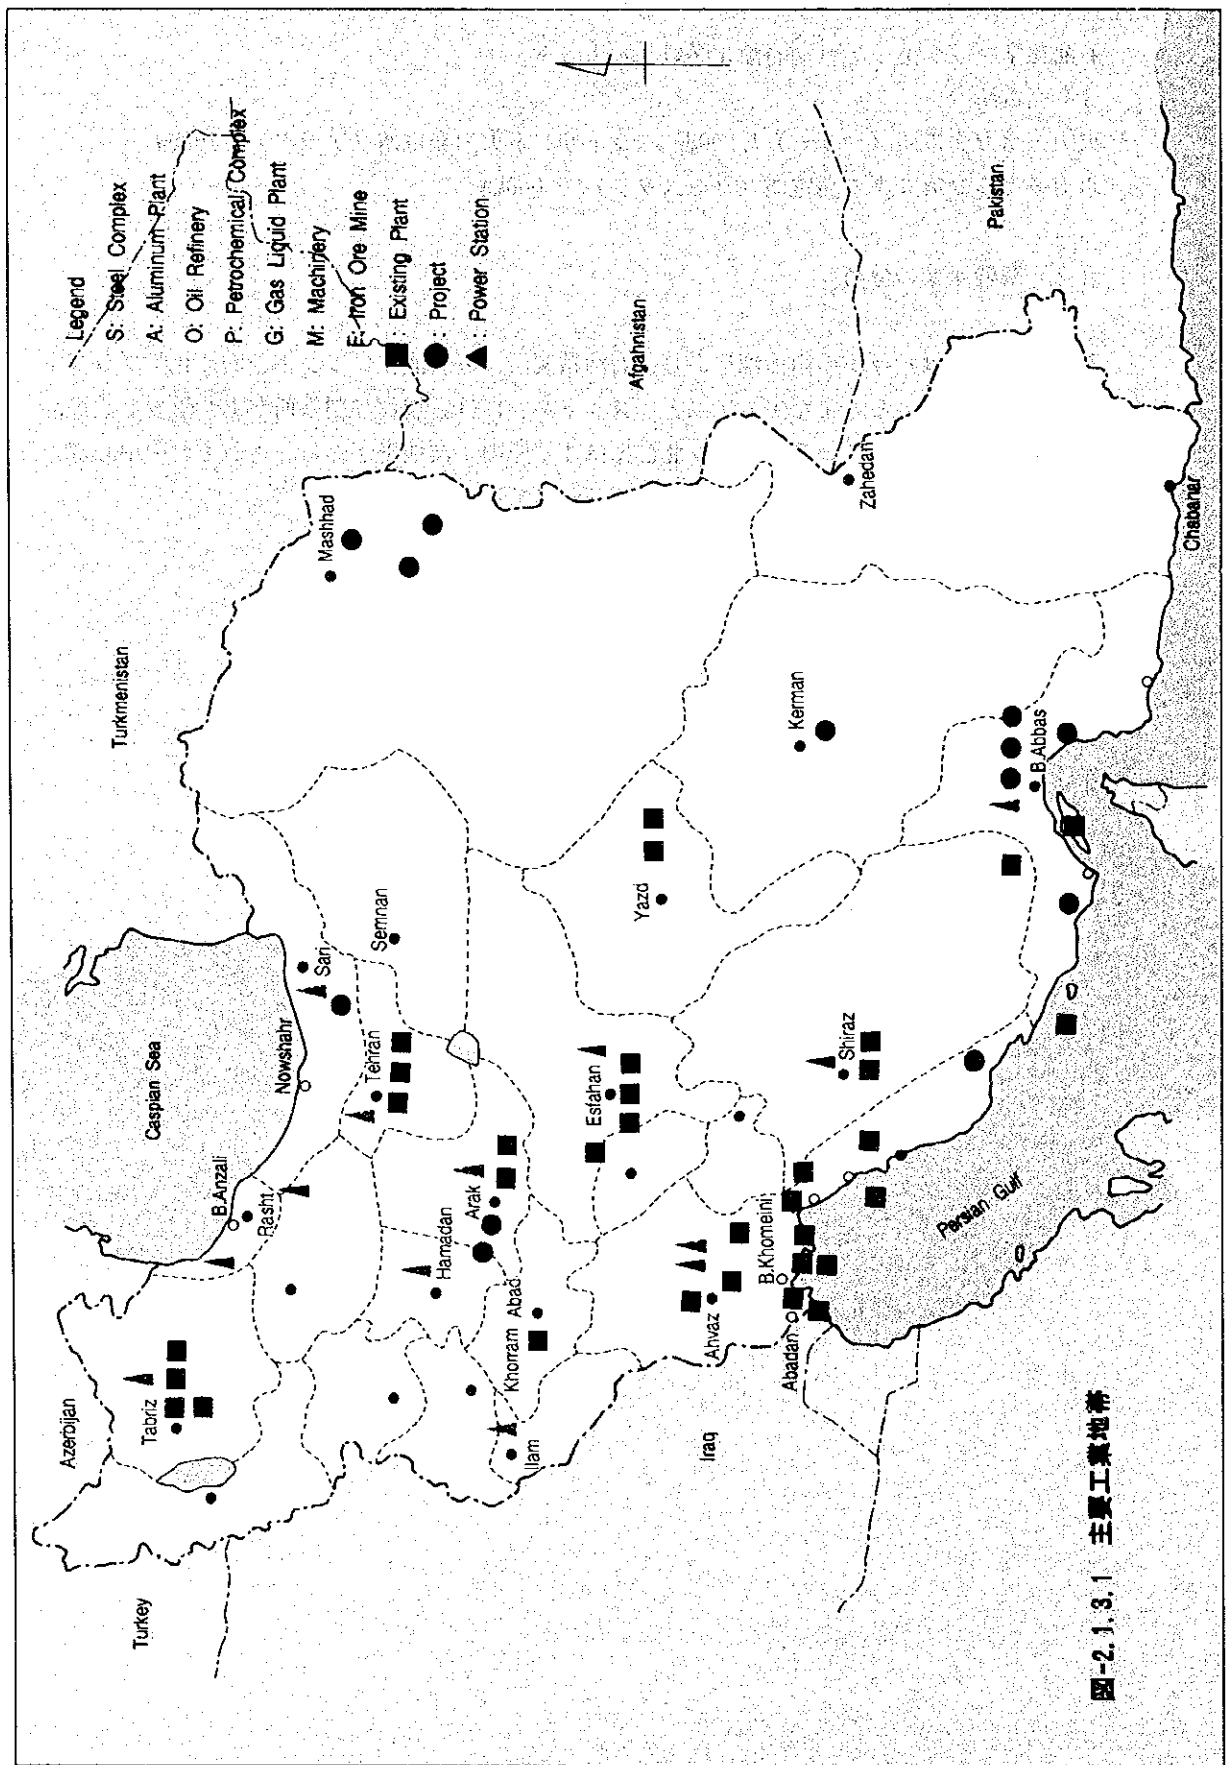 Legend
S: Steel Complex
A: Aluminum Plant
O: Oil Refinery
P: Petrochemical Complex
G: Gas Liquid Plant
M: Machinery
F: Iron Ore Mine
■: Existing Plant
●: Project
▲: Power Station
Turkey
Azerbijan
Caspian Sea
Turkmenistan
Afgahnistan
Pakistan
Iraq
Persian Gulf
Tabriz
B.Anzali
Rasht
Nowshahr
Sari
Semnan
Tehran
Mashhad
Hamadan
Arak
Khorram Abad
Ilam
Esfahan
Yazd
Kerman
Zahedan
Ahvaz
Abadan
B.Khomeini
Shiraz
B.Abbas
Chabahar
図-2.1.3.1 主要工業地帯